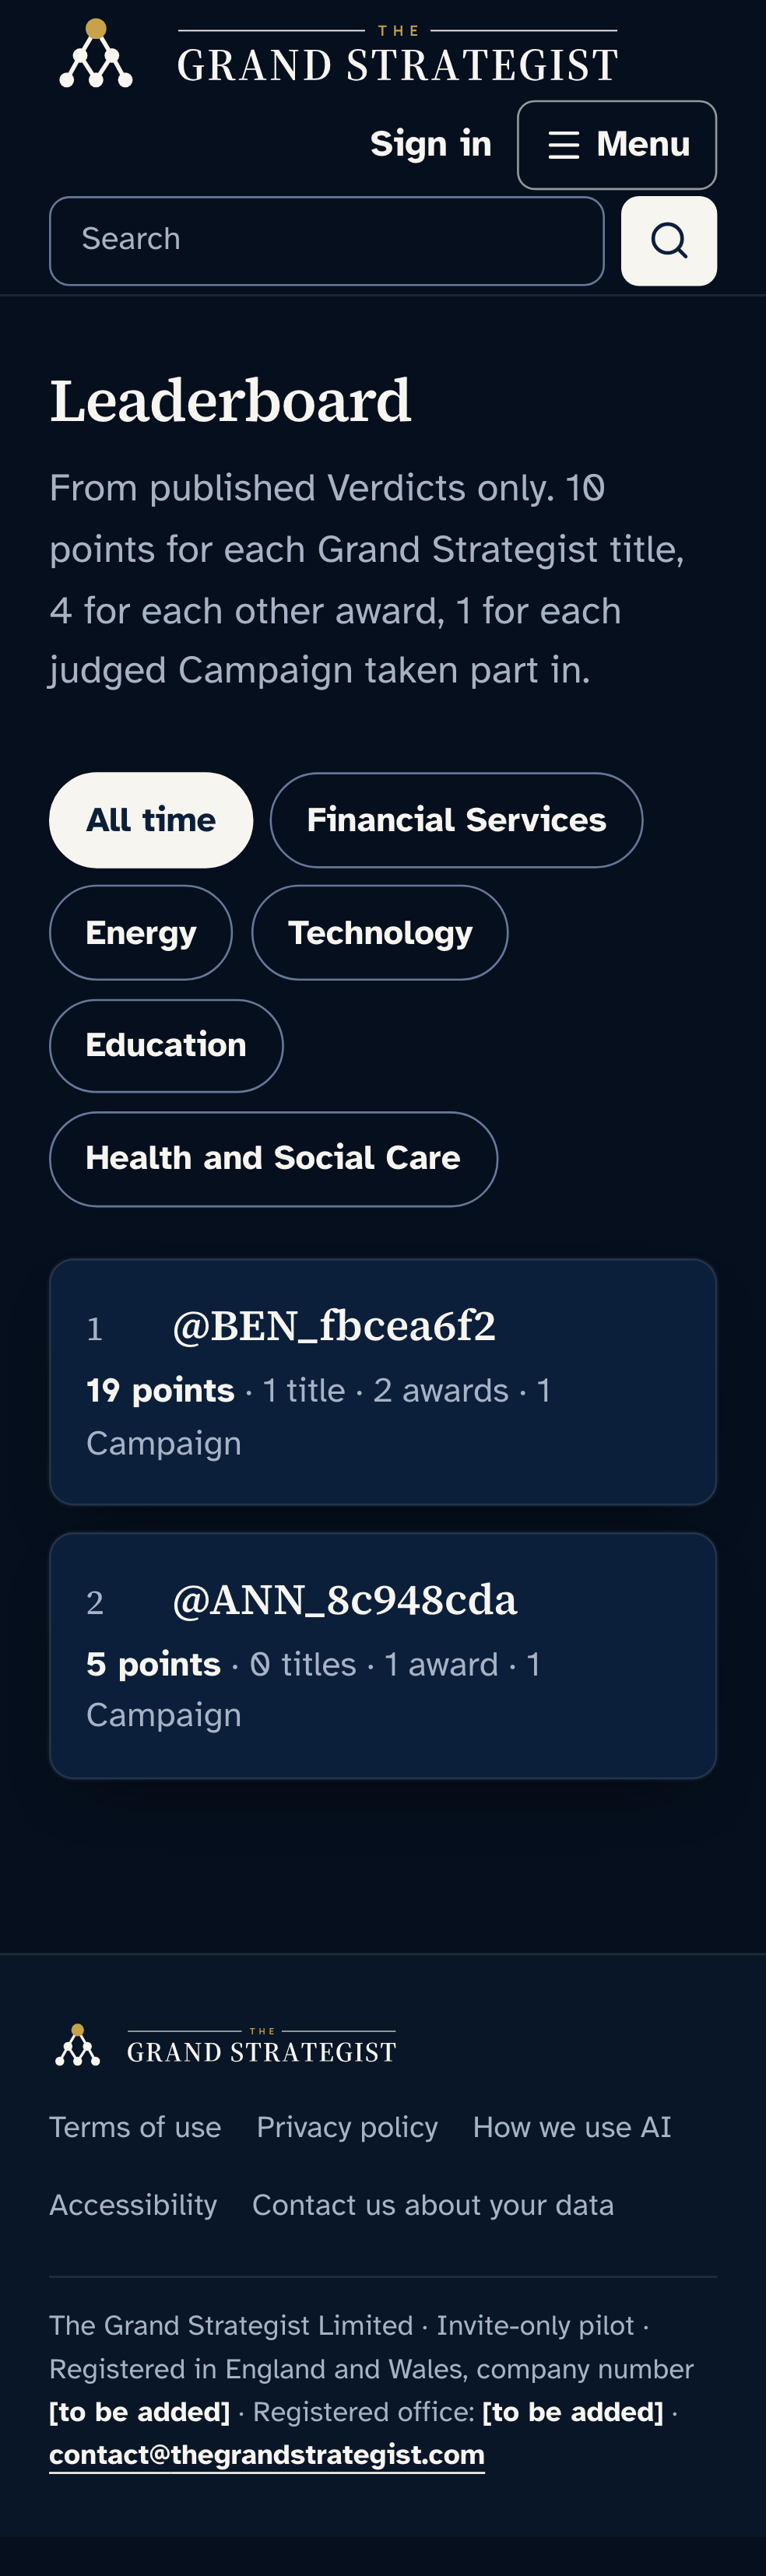 THE
GRAND STRATEGIST
Sign in
Menu
Search
Leaderboard
From published Verdicts only. 10
points for each Grand Strategist title,
4 for each other award, 1 for each
judged Campaign taken part in.
All time
Financial Services
Energy
Technology
Education
Health and Social Care
1 @BEN_fbcea6f2
19 points · 1 title · 2 awards · 1
Campaign
2 @ANN_8c948cda
5 points · 0 titles · 1 award · 1
Campaign
THE
GRAND STRATEGIST
Terms of use Privacy policy How we use AI
Accessibility Contact us about your data
The Grand Strategist Limited · Invite-only pilot ·
Registered in England and Wales, company number
[to be added] · Registered office: [to be added] ·
contact@thegrandstrategist.com